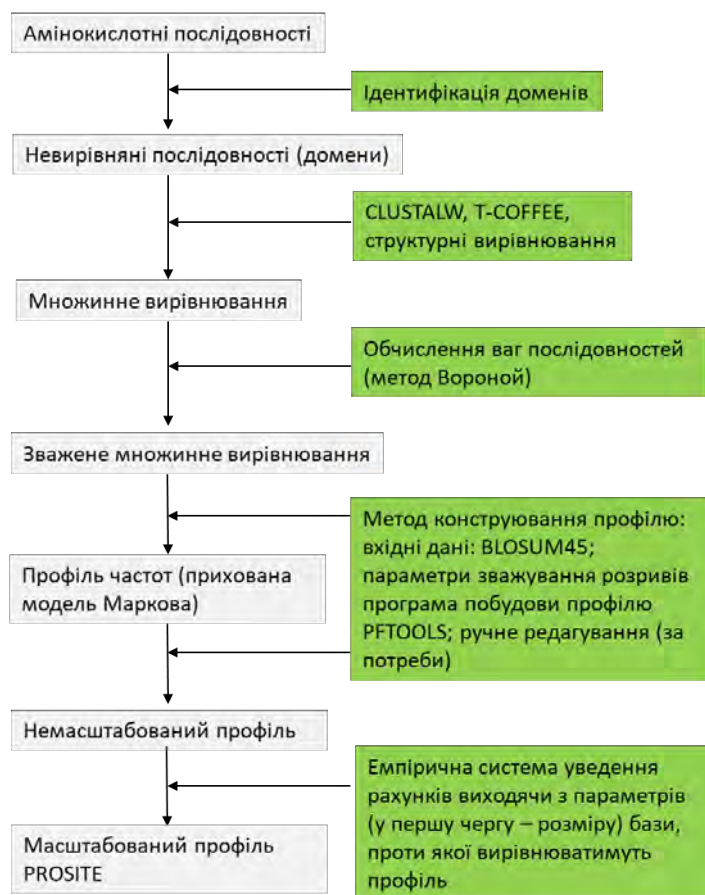 Амінокислотні послідовності
Ідентифікація доменів
Невирівняні послідовності (домени)
CLUSTALW, T-COFFEE,
структурні вирівнювання
Множинне вирівнювання
Обчислення ваг послідовностей
(метод Вороной)
Зважене множинне вирівнювання
Метод конструювання профілю:
вхідні дані: BLOSUM45;
параметри зважування розривів
програма побудови профілю
PFTOOLS; ручне редагування (за
потреби)
Профіль частот (прихована
модель Маркова)
Немасштабований профіль
Емпірична система уведення
рахунків виходячи з параметрів
(у першу чергу – розміру) бази,
проти якої вирівнюватимуть
профіль
Масштабований профіль
PROSITE